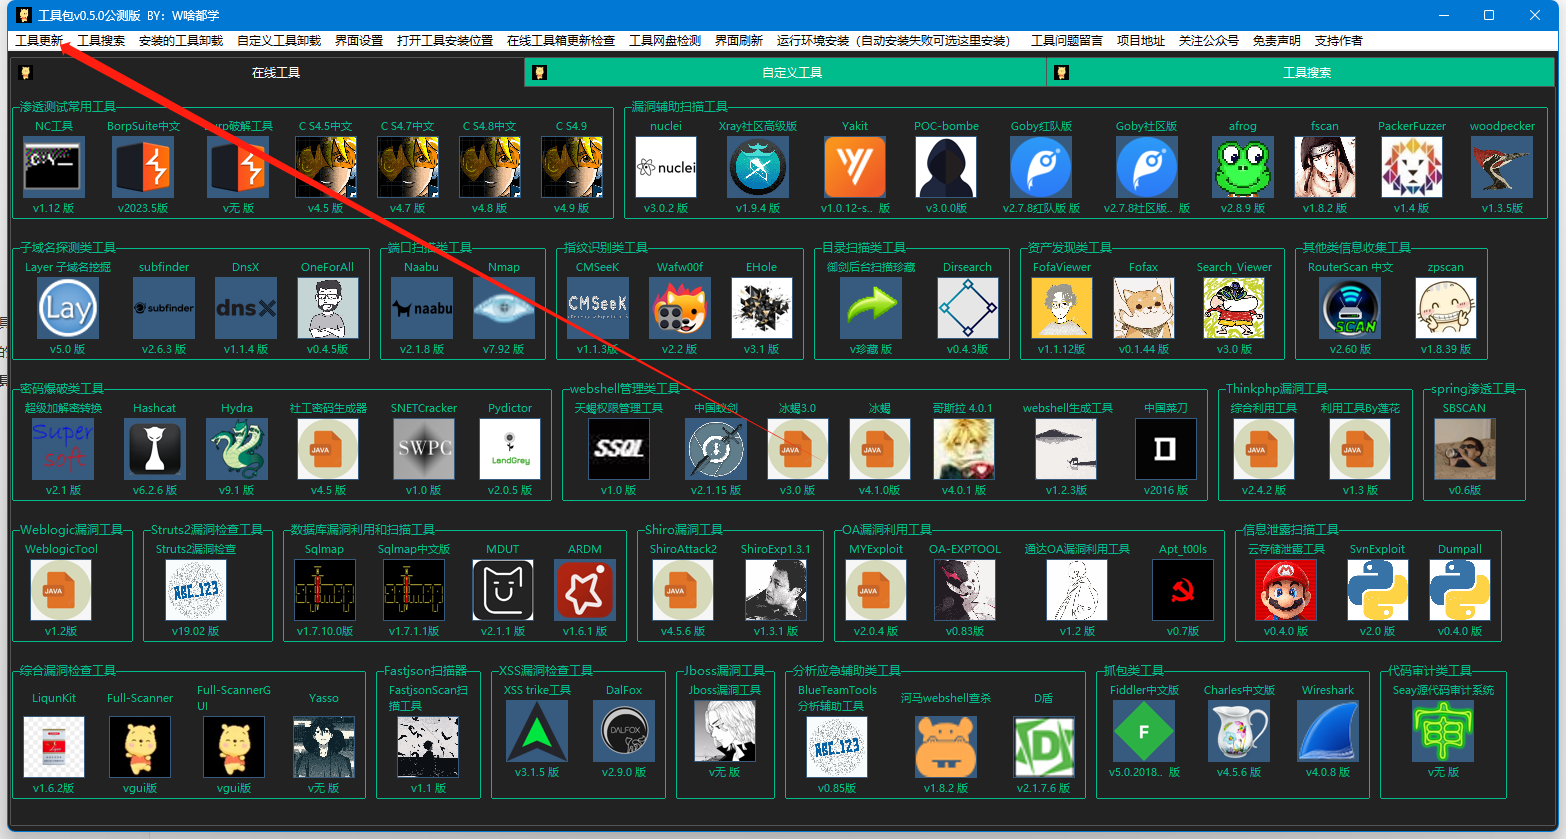 工具包v0.5.0公测版 BY：W啥都学
工具更新 工具搜索 安装的工具卸载 自定义工具卸载 界面设置 打开工具安装位置 在线工具箱更新检查 工具网盘检测 界面刷新 运行环境安装（自动安装失败可选这里安装） 工具问题留言 项目地址 关注公众号 免责声明 支持作者
在线工具 自定义工具 工具搜索
渗透测试常用工具 漏洞辅助扫描工具
NC工具 BorpSuite中文 burp破解工具 C S4.5中文 C S4.7中文 C S4.8中文 C S4.9 nuclei Xray社区高级版 Yakit POC-bombe Goby红队版 Goby社区版 afrog fscan PackerFuzzer woodpecker
nuclei
v1.12 版 v2023.5版 v无 版 v4.5 版 v4.7 版 v4.8 版 v4.9 版 v3.0.2 版 v1.9.4 版 v1.0.12-s.. 版 v3.0.0版 v2.7.8红队版 版 v2.7.8社区版.. 版 v2.8.9 版 v1.8.2 版 v1.4 版 v1.3.5版
子域名探测类工具 端口扫描类工具 指纹识别类工具 目录扫描类工具 资产发现类工具 其他类信息收集工具
Layer 子域名挖掘 subfinder DnsX OneForAll Naabu Nmap CMSeeK Wafw00f EHole 御剑后台扫描珍藏 Dirsearch FofaViewer Fofax Search_Viewer RouterScan 中文 zpscan
Lay subfinder dnsX naabu CMSeeK SCAN
v5.0 版 v2.6.3 版 v1.1.4 版 v0.4.5版 v2.1.8 版 v7.92 版 v1.1.3版 v2.2 版 v3.1 版 v珍藏 版 v0.4.3版 v1.1.12版 v0.1.44 版 v3.0 版 v2.60 版 v1.8.39 版
密码爆破类工具 webshell管理类工具 Thinkphp漏洞工具 spring渗透工具
超级加解密转换 Hashcat Hydra 社工密码生成器 SNETCracker Pydictor 天蝎权限管理工具 中国蚁剑 冰蝎3.0 冰蝎 哥斯拉 4.0.1 webshell生成工具 中国菜刀 综合利用工具 利用工具By莲花 SBSCAN
Super soft JAVA SWPC LandGrey SSQL JAVA JAVA JAVA JAVA
v2.1 版 v6.2.6 版 v9.1 版 v4.5 版 v1.0 版 v2.0.5 版 v1.0 版 v2.1.15 版 v3.0 版 v4.1.0版 v4.0.1 版 v1.2.3版 v2016 版 v2.4.2 版 v1.3 版 v0.6版
Weblogic漏洞工具 Struts2漏洞检查工具 数据库漏洞利用和扫描工具 Shiro漏洞工具 OA漏洞利用工具 信息泄露扫描工具
WeblogicTool Struts2漏洞检查 Sqlmap Sqlmap中文版 MDUT ARDM ShiroAttack2 ShiroExp1.3.1 MYExploit OA-EXPTOOL 通达OA漏洞利用工具 Apt_t00ls 云存储泄露工具 SvnExploit Dumpall
JAVA ABC_123 JAVA JAVA
v1.2版 v19.02 版 v1.7.10.0版 v1.7.1.1版 v2.1.1 版 v1.6.1 版 v4.5.6 版 v1.3.1 版 v2.0.4 版 v0.83版 v1.2 版 v0.7版 v0.4.0 版 v2.0 版 v0.4.0 版
综合漏洞检查工具 Fastjson扫描器 XSS漏洞检查工具 Jboss漏洞工具 分析应急辅助类工具 抓包类工具 代码审计类工具
LiqunKit Full-Scanner Full-ScannerG UI Yasso FastjsonScan扫 描工具 XSS trike工具 DalFox Jboss漏洞工具 BlueTeamTools 分析辅助工具 河马webshell查杀 D盾 Fiddler中文版 Charles中文版 Wireshark Seay源代码审计系统
DALFOX ABC_123 D F 审
v1.6.2版 vgui版 vgui版 v无 版 v1.1 版 v3.1.5 版 v2.9.0 版 v无 版 v0.85版 v1.8.2 版 v2.1.7.6 版 v5.0.2018.. 版 v4.5.6 版 v4.0.8 版 v无 版